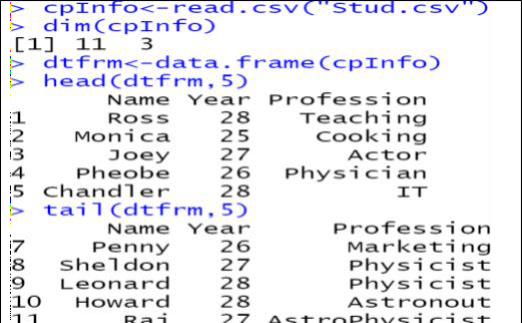 > cpInfo<-read.csv("Stud.csv")
> dim(cpInfo)
[1] 11 3
> dtfrm<-data.frame(cpInfo)
> head(dtfrm,5)
Name Year Profession
1 Ross 28 Teaching
2 Monica 25 Cooking
3 Joey 27 Actor
4 Pheobe 26 Physician
5 Chandler 28 IT
> tail(dtfrm,5)
Name Year Profession
7 Penny 26 Marketing
8 Sheldon 27 Physicist
9 Leonard 28 Physicist
10 Howard 28 Astronout
11 Raj 27 AstroPhysicist